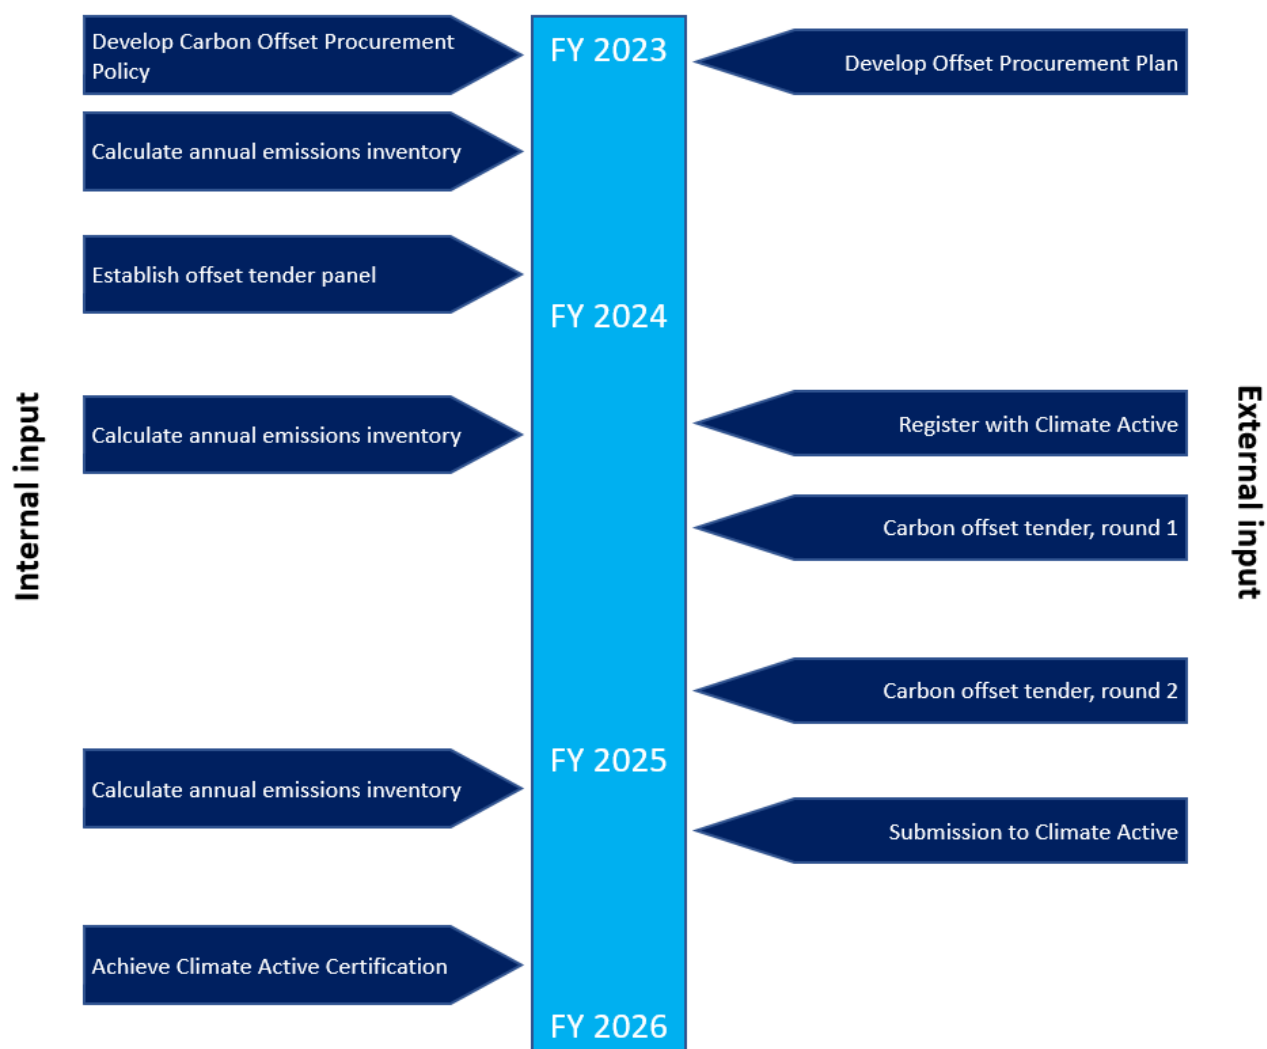 Develop Carbon Offset Procurement
Policy
FY 2023
Develop Offset Procurement Plan
Calculate annual emissions inventory
Establish offset tender panel
FY 2024
Internal input
External input
Calculate annual emissions inventory
Register with Climate Active
Carbon offset tender, round 1
Carbon offset tender, round 2
FY 2025
Calculate annual emissions inventory
Submission to Climate Active
Achieve Climate Active Certification
FY 2026